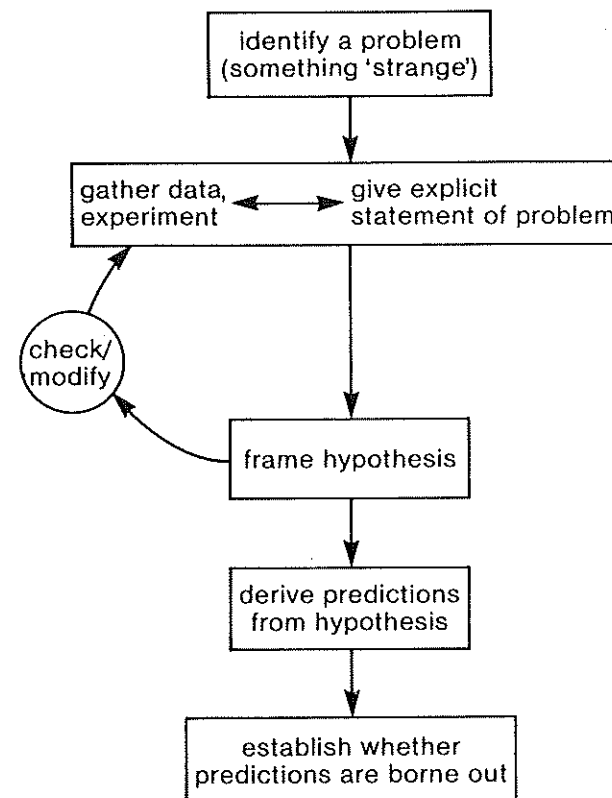 identify a problem
(something 'strange')
gather data,
experiment
give explicit
statement of problem
check/
modify
frame hypothesis
derive predictions
from hypothesis
establish whether
predictions are borne out